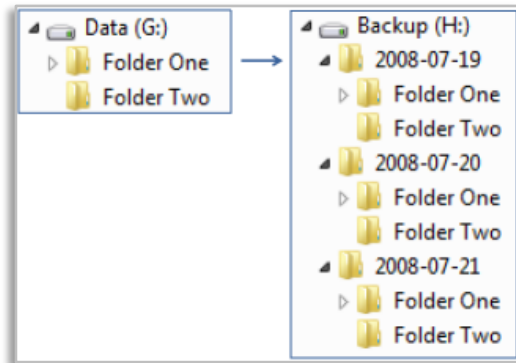 Data (G:)
Folder One
Folder Two
Backup (H:)
2008-07-19
Folder One
Folder Two
2008-07-20
Folder One
Folder Two
2008-07-21
Folder One
Folder Two